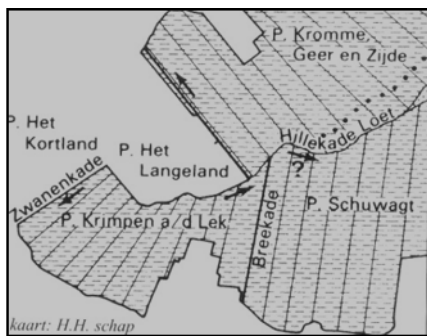 P. Kromme,
Geer en Zijde
Hillekade Loet
?
P. Het
Kortland
P. Het
Langeland
Zwanenkade
P. Krimpen a/d Lek
Breekade
P. Schuwagt
kaart: H.H. schap